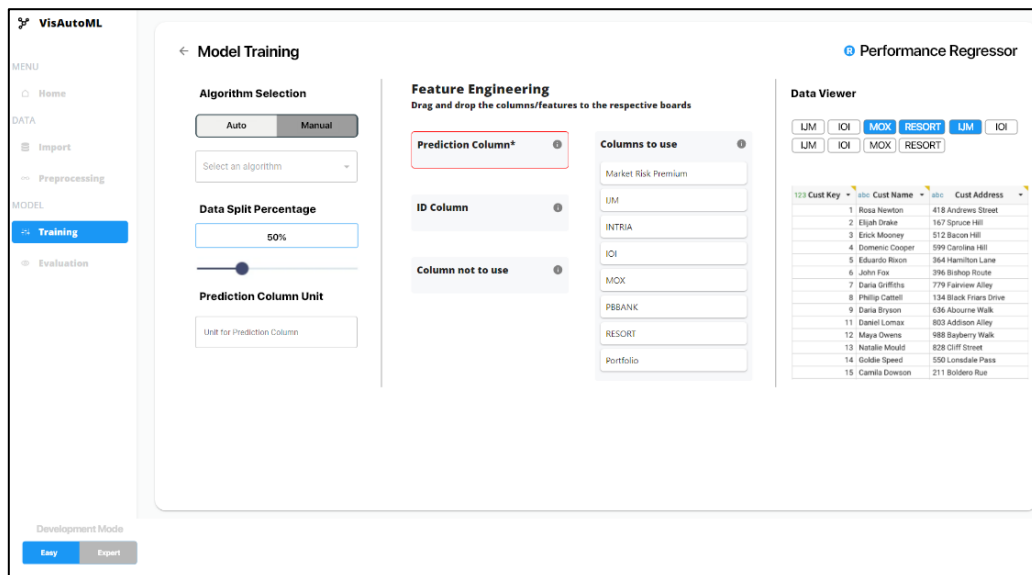 VisAutoML
MENU
Home
DATA
Import
Preprocessing
MODEL
Training
Evaluation
Development Mode
Easy Expert
← Model Training
R Performance Regressor
Algorithm Selection
Auto Manual
Select an algorithm
Data Split Percentage
50%
Prediction Column Unit
Unit for Prediction Column
Feature Engineering
Drag and drop the columns/features to the respective boards
Prediction Column*
ID Column
Column not to use
Columns to use
Market Risk Premium
IJM
INTRIA
IOI
MOX
PBBANK
RESORT
Portfolio
Data Viewer
IJM IOI MOX RESORT IJM IOI
IJM IOI MOX RESORT
123 Cust Key abc Cust Name abc Cust Address
1 Rosa Newton 418 Andrews Street
2 Elijah Drake 167 Spruce Hill
3 Erick Mooney 512 Bacon Hill
4 Domenic Cooper 599 Carolina Hill
5 Eduardo Rixon 364 Hamilton Lane
6 John Fox 396 Bishop Route
7 Daria Griffiths 779 Fairview Alley
8 Phillip Cattell 134 Black Friars Drive
9 Daria Bryson 636 Abourne Walk
11 Daniel Lomax 803 Addison Alley
12 Maya Owens 988 Bayberry Walk
13 Natalie Mould 828 Cliff Street
14 Goldie Speed 550 Lonsdale Pass
15 Camila Dowson 211 Boldero Rue